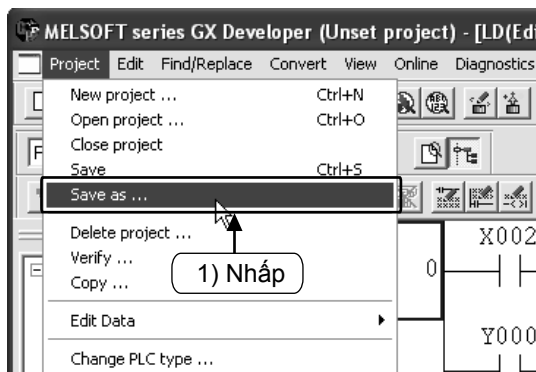 MELSOFT series GX Developer (Unset project) - [LD(Edi
Project Edit Find/Replace Convert View Online Diagnostics
New project ... Ctrl+N
Open project ... Ctrl+O
Close project
Save Ctrl+S
Save as ...
Delete project ...
Verify ...
Copy ...
Edit Data
Change PLC type ...
1) Nhấp
X002
0
Y000